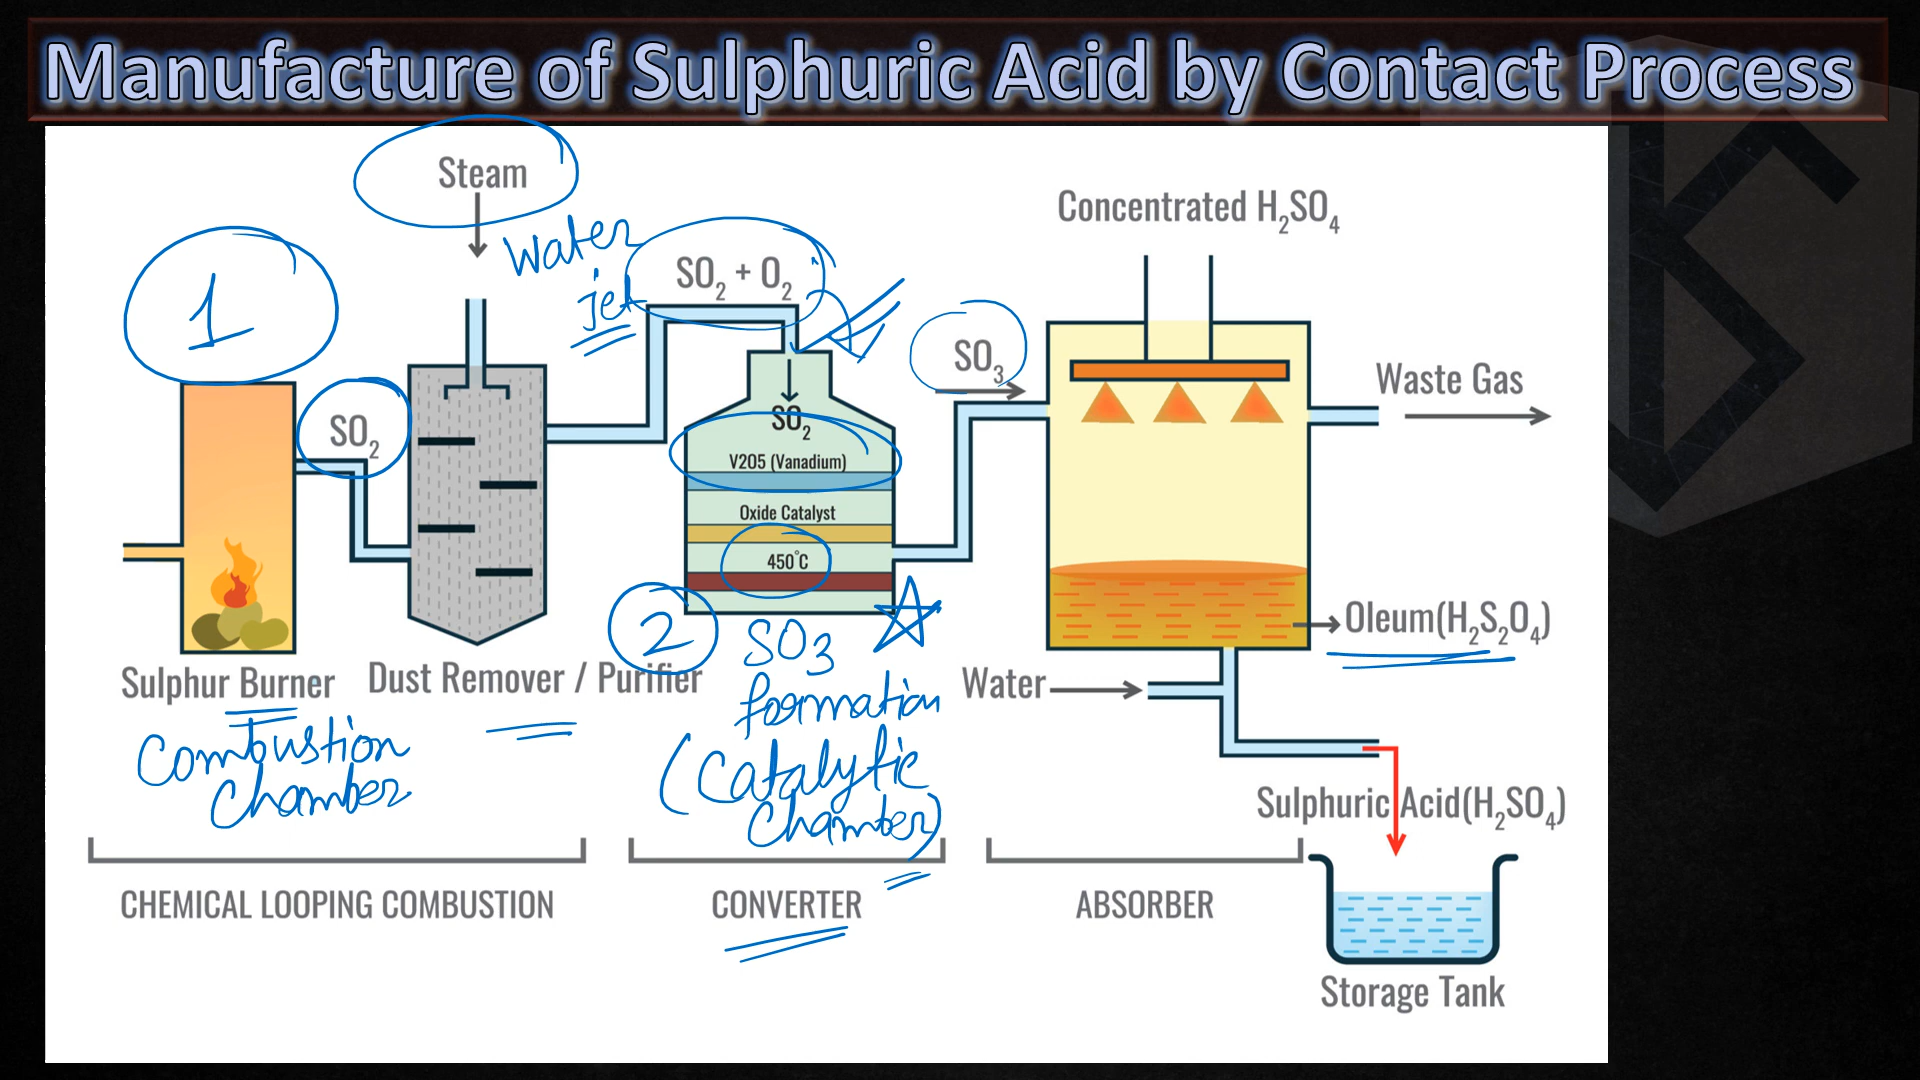 Manufacture of Sulphuric Acid by Contact Process
Steam
Water
jet
1
SO2
SO2 + O2
SO2
V2O5 (Vanadium)
Oxide Catalyst
450°C
SO3
Concentrated H2SO4
Waste Gas
Oleum(H2S2O4)
Water
Sulphur Burner
Combustion
Chamber
Dust Remover / Purifier
2
SO3
formation
(Catalytic
Chamber)
Sulphuric Acid(H2SO4)
CHEMICAL LOOPING COMBUSTION
CONVERTER
ABSORBER
Storage Tank